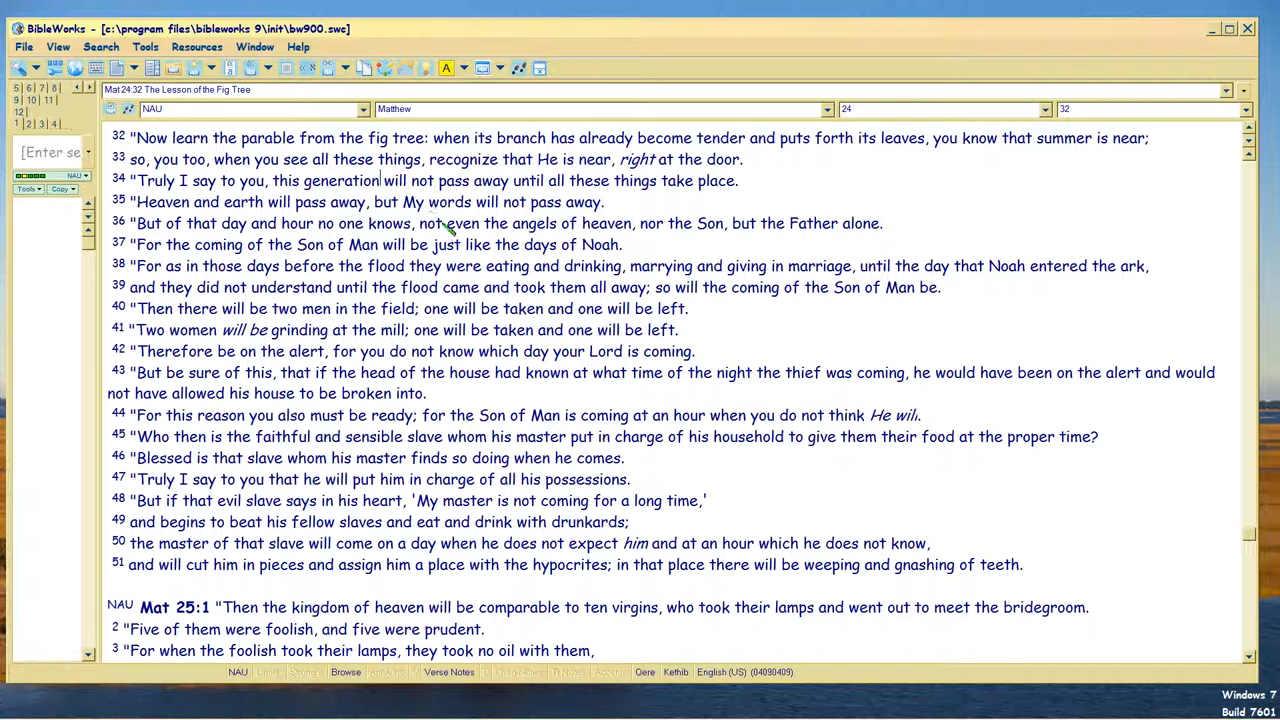 BibleWorks - [c:\program files\bibleworks 9\init\bw900.swc]
File View Search Tools Resources Window Help
5 | 6 | 7 | 8 |
9 | 10 | 11 |
12 |
1 | 2 | 3 | 4 |
Mat 24:32 The Lesson of the Fig Tree
NAU Matthew 24 32
[Enter se
NAU
Tools Copy
32 "Now learn the parable from the fig tree: when its branch has already become tender and puts forth its leaves, you know that summer is near;
33 so, you too, when you see all these things, recognize that He is near, right at the door.
34 "Truly I say to you, this generation will not pass away until all these things take place.
35 "Heaven and earth will pass away, but My words will not pass away.
36 "But of that day and hour no one knows, not even the angels of heaven, nor the Son, but the Father alone.
37 "For the coming of the Son of Man will be just like the days of Noah.
38 "For as in those days before the flood they were eating and drinking, marrying and giving in marriage, until the day that Noah entered the ark,
39 and they did not understand until the flood came and took them all away; so will the coming of the Son of Man be.
40 "Then there will be two men in the field; one will be taken and one will be left.
41 "Two women will be grinding at the mill; one will be taken and one will be left.
42 "Therefore be on the alert, for you do not know which day your Lord is coming.
43 "But be sure of this, that if the head of the house had known at what time of the night the thief was coming, he would have been on the alert and would
not have allowed his house to be broken into.
44 "For this reason you also must be ready; for the Son of Man is coming at an hour when you do not think He will.
45 "Who then is the faithful and sensible slave whom his master put in charge of his household to give them their food at the proper time?
46 "Blessed is that slave whom his master finds so doing when he comes.
47 "Truly I say to you that he will put him in charge of all his possessions.
48 "But if that evil slave says in his heart, 'My master is not coming for a long time,'
49 and begins to beat his fellow slaves and eat and drink with drunkards;
50 the master of that slave will come on a day when he does not expect him and at an hour which he does not know,
51 and will cut him in pieces and assign him a place with the hypocrites; in that place there will be weeping and gnashing of teeth.
NAU Mat 25:1 "Then the kingdom of heaven will be comparable to ten virgins, who took their lamps and went out to meet the bridegroom.
2 "Five of them were foolish, and five were prudent.
3 "For when the foolish took their lamps, they took no oil with them,
NAU Limits Strong's Browse Verse Notes Qere Kethib English (US) (04090409)
Windows 7
Build 7601